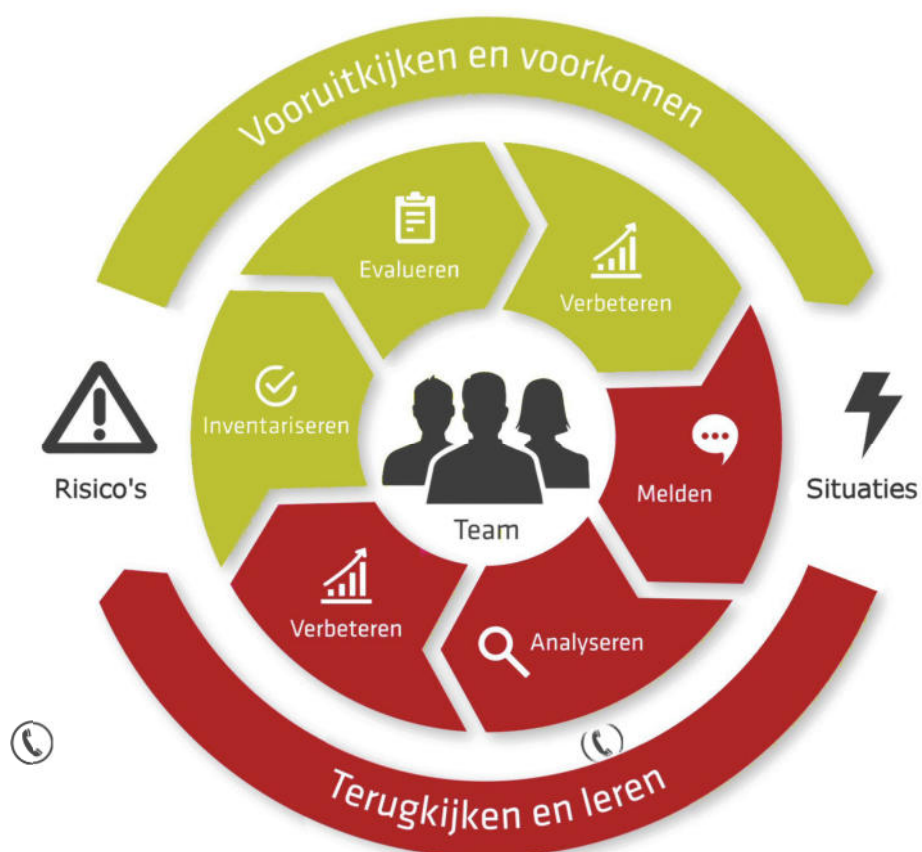 Vooruitkijken en voorkomen
Evalueren
Verbeteren
Inventariseren
Risico's
Melden
Situaties
Team
Verbeteren
Analyseren
Terugkijken en leren